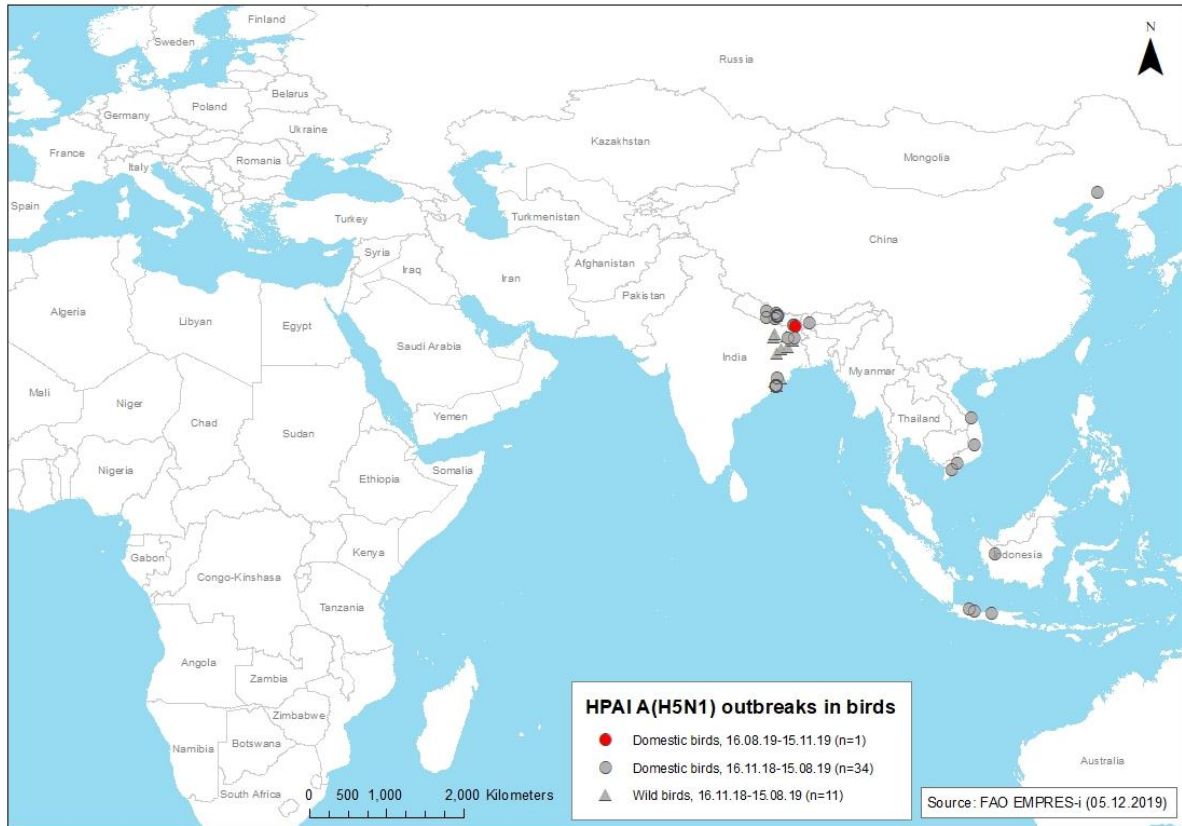 Finland
N
Sweden
Russia
Belarus
Poland
Germany
Ukraine
Kazakhstan
France
Mongolia
Romania
Italy
Spain
Turkey
Turkmenistan
China
Syria
Afghanistan
Iraq
Iran
Algeria
Pakistan
Libyan
Egypt
Saudi Arabia
India
Myanmar
Mali
Niger
Yemen
Chad
Thailand
Sudan
Nigeria
Somalia
Ethiopia
Gabon
Kenya
Indonesia
Congo-Kinshasa
Tanzania
Angola
Zambia
Zimbabwe
Namibia
Botswana
South Africa
Australia
HPAI A(H5N1) outbreaks in birds
Domestic birds, 16.08.19-15.11.19 (n=1)
Domestic birds, 16.11.18-15.08.19 (n=34)
Wild birds, 16.11.18-15.08.19 (n=11)
0 500 1,000 2,000 Kilometers
Source: FAO EMPRES-i (05.12.2019)